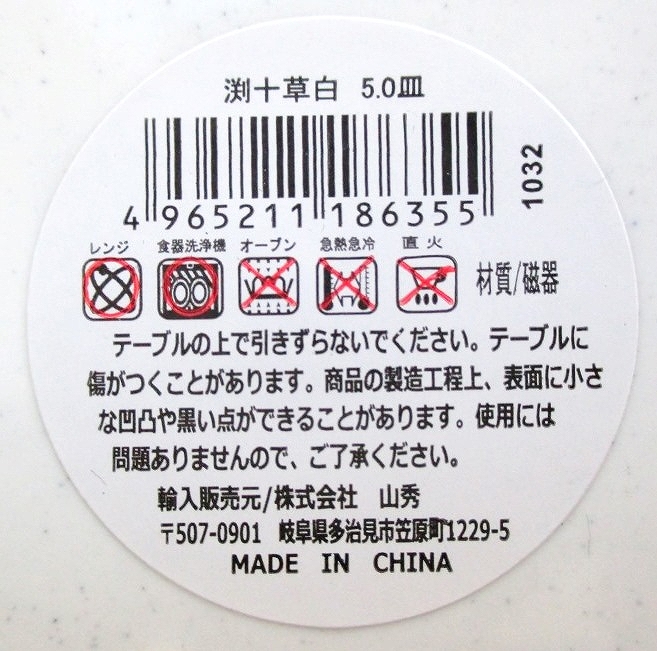 渕十草白 5.0皿
1032
4 965211 186355
レンジ 食器洗浄機 オーブン 急熱急冷 直火
材質/磁器
テーブルの上で引きずらないでください。テーブルに
傷がつくことがあります。商品の製造工程上、表面に小さ
な凹凸や黒い点ができることがあります。使用には
問題ありませんので、ご了承ください。
輸入販売元/株式会社 山秀
〒507-0901 岐阜県多治見市笠原町1229-5
MADE IN CHINA